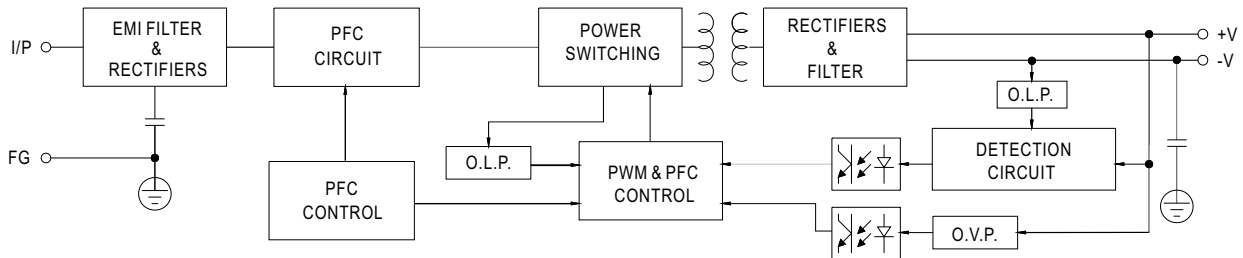 I/P
EMI FILTER
&
RECTIFIERS
PFC
CIRCUIT
POWER
SWITCHING
RECTIFIERS
&
FILTER
+V
-V
O.L.P.
FG
O.L.P.
PFC
CONTROL
PWM & PFC
CONTROL
DETECTION
CIRCUIT
O.V.P.